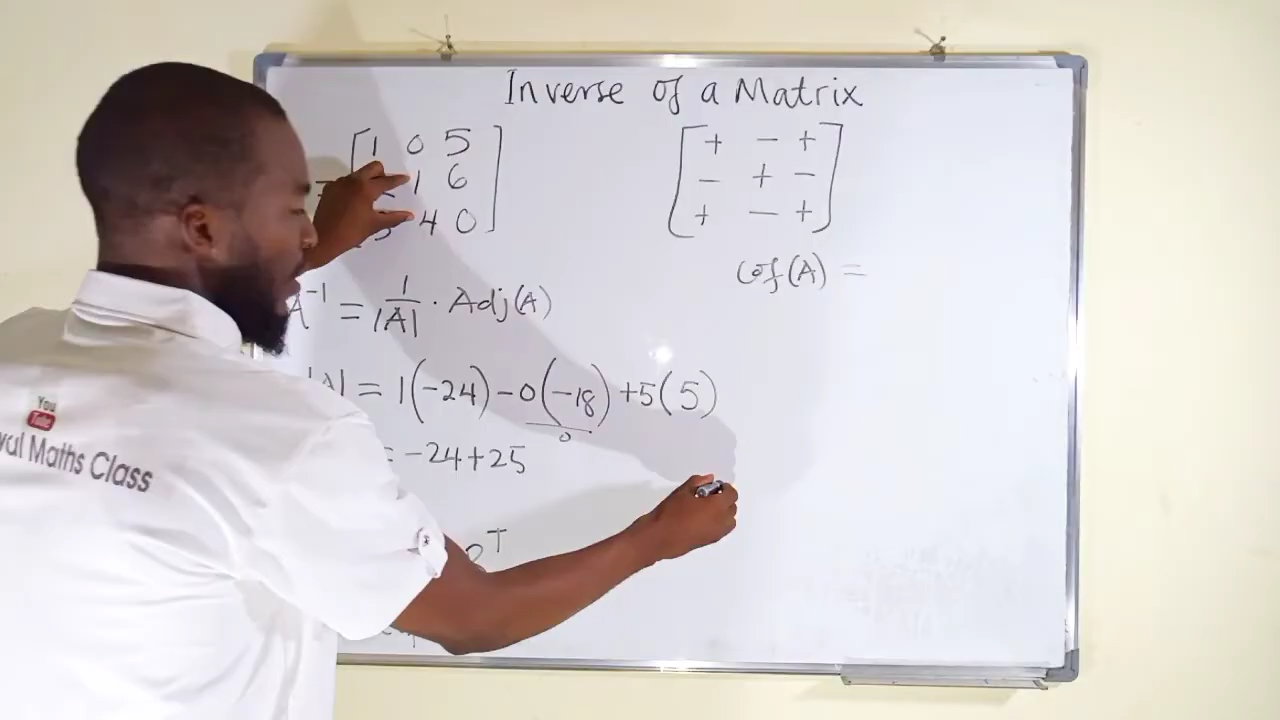 Inverse of a Matrix
1 0 5
1 6
4 0
+ − +
− + −
+ − +
Cof(A) =
A⁻¹ = 1/|A| · Adj(A)
|A| = 1(−24) −0(−18) +5(5)
0
= −24+25
T
You
Tube
Maths Class